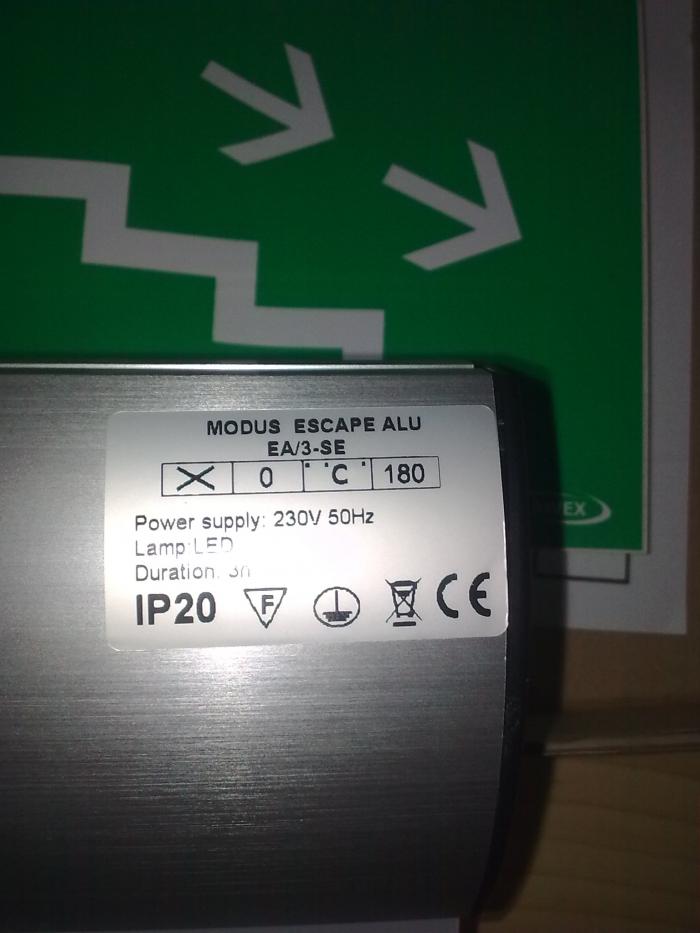 MODUS ESCAPE ALU
EA/3-SE
X 0 °C 180
Power supply: 230V 50Hz
Lamp:LED
Duration: 3h
IP20 F CE